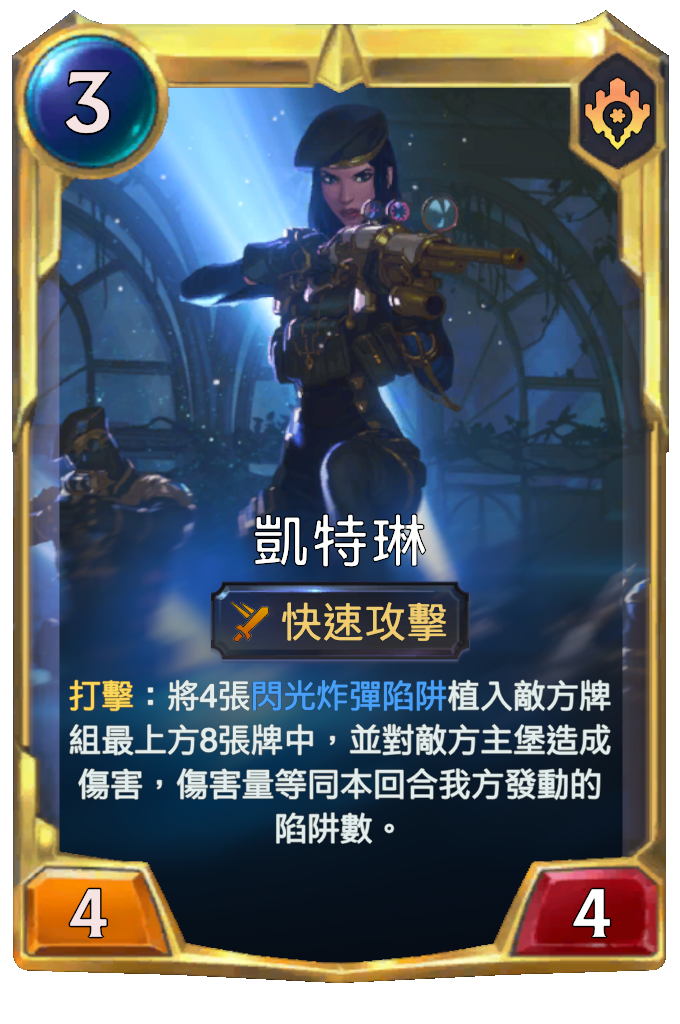 3
凱特琳
快速攻擊
打擊：將4張閃光炸彈陷阱植入敵方牌
組最上方8張牌中，並對敵方主堡造成
傷害，傷害量等同本回合我方發動的
陷阱數。
4
4